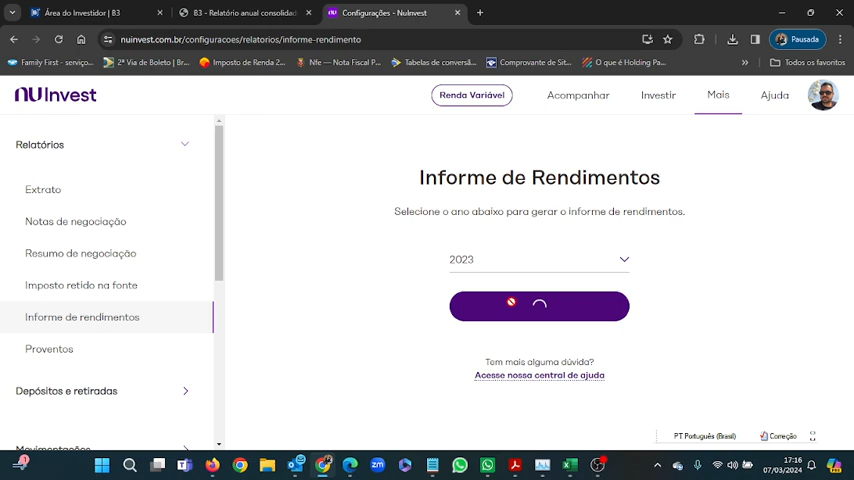 Área do Investidor | B3
B3 - Relatório anual consolidad
Configurações - NuInvest
nuinvest.com.br/configuracoes/relatorios/informe-rendimento
Pausada
Family First - serviço...
2ª Via de Boleto | Br...
Imposto de Renda 2...
Nfe — Nota Fiscal P...
Tabelas de conversã...
Comprovante de Sit...
O que é Holding Pa...
Todos os favoritos
nuInvest
Renda Variável
Acompanhar
Investir
Mais
Ajuda
Relatórios
Extrato
Notas de negociação
Resumo de negociação
Imposto retido na fonte
Informe de rendimentos
Proventos
Depósitos e retiradas
Movimentações
Informe de Rendimentos
Selecione o ano abaixo para gerar o informe de rendimentos.
2023
Tem mais alguma dúvida?
Acesse nossa central de ajuda
PT Português (Brasil)
Correção
17:16
07/03/2024